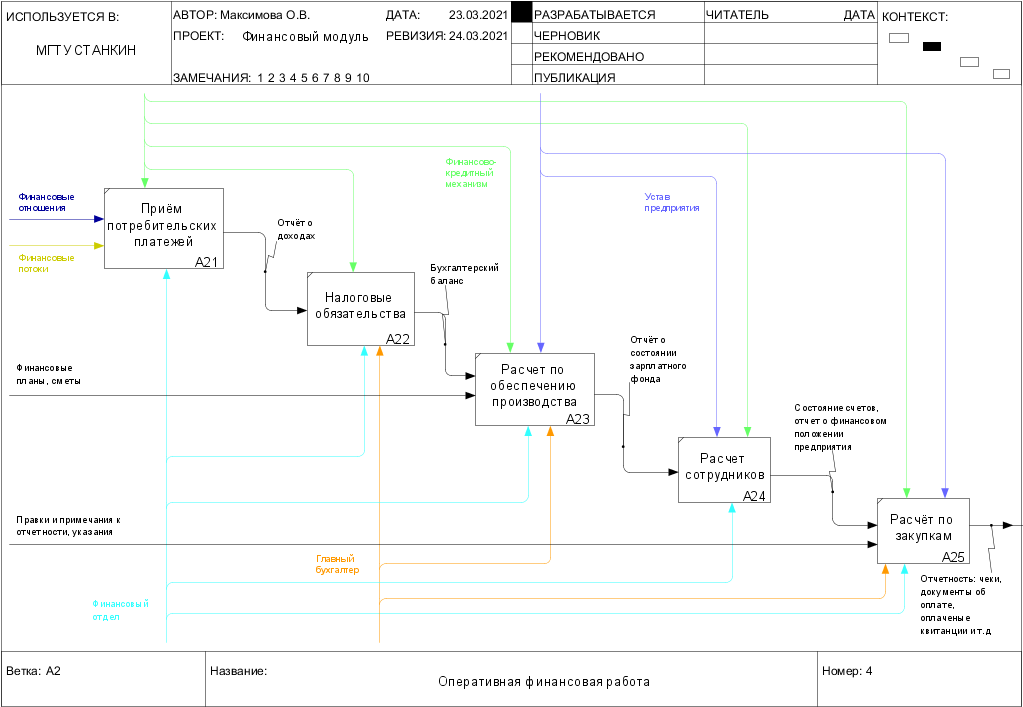 ИСПОЛЬЗУЕТСЯ В:
МГТУ СТАНКИН
АВТОР: Максимова О.В.
ДАТА: 23.03.2021
ПРОЕКТ: Финансовый модуль
РЕВИЗИЯ: 24.03.2021
ЗАМЕЧАНИЯ: 1 2 3 4 5 6 7 8 9 10
РАЗРАБАТЫВАЕТСЯ
ЧЕРНОВИК
РЕКОМЕНДОВАНО
ПУБЛИКАЦИЯ
ЧИТАТЕЛЬ
ДАТА
КОНТЕКСТ:
Финансово-
кредитный
механизм
Финансовые
отношения
Устав
предприятия
Приём
потребительских
платежей
A21
Отчёт о
доходах
Финансовые
потоки
Бухгалтерский
баланс
Налоговые
обязательства
A22
Отчёт о
состоянии
зарплатного
фонда
Финансовые
планы, сметы
Расчет по
обеспечению
производства
A23
Состояние счетов,
отчет о финансовом
положении
предприятия
Расчет
сотрудников
A24
Правки и примечания к
отчетности, указания
Расчёт по
закупкам
A25
Главный
бухгалтер
Отчетность: чеки,
документы об
оплате,
оплаченые
квитанции и т.д
Финансовый
отдел
Ветка: A2
Название:
Оперативная финансовая работа
Номер: 4